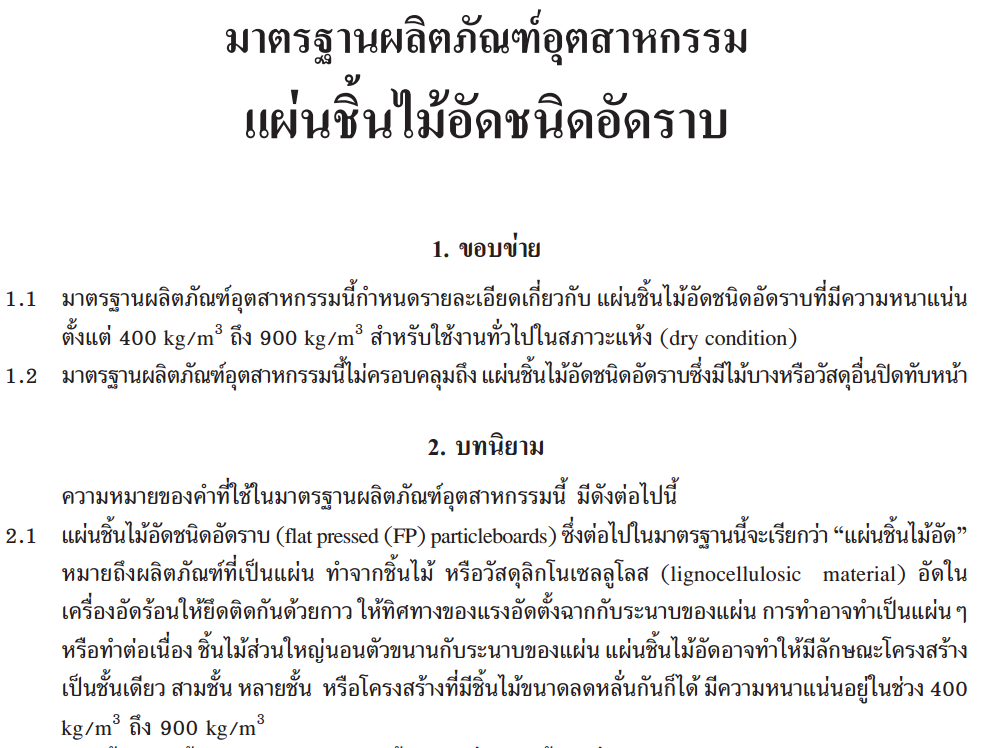 มาตรฐานผลิตภัณฑ์อุตสาหกรรม
แผ่นชิ้นไม้อัดชนิดอัดราบ
1. ขอบข่าย
1.1 มาตรฐานผลิตภัณฑ์อุตสาหกรรมนี้กำหนดรายละเอียดเกี่ยวกับ แผ่นชิ้นไม้อัดชนิดอัดราบที่มีความหนาแน่น
ตั้งแต่ 400 kg/m³ ถึง 900 kg/m³ สำหรับใช้งานทั่วไปในสภาวะแห้ง (dry condition)
1.2 มาตรฐานผลิตภัณฑ์อุตสาหกรรมนี้ไม่ครอบคลุมถึง แผ่นชิ้นไม้อัดชนิดอัดราบซึ่งมีไม้บางหรือวัสดุอื่นปิดทับหน้า
2. บทนิยาม
ความหมายของคำที่ใช้ในมาตรฐานผลิตภัณฑ์อุตสาหกรรมนี้ มีดังต่อไปนี้
2.1 แผ่นชิ้นไม้อัดชนิดอัดราบ (flat pressed (FP) particleboards) ซึ่งต่อไปในมาตรฐานนี้จะเรียกว่า “แผ่นชิ้นไม้อัด”
หมายถึงผลิตภัณฑ์ที่เป็นแผ่น ทำจากชิ้นไม้ หรือวัสดุลิกโนเซลลูโลส (lignocellulosic material) อัดใน
เครื่องอัดร้อนให้ยึดติดกันด้วยกาว ให้ทิศทางของแรงอัดตั้งฉากกับระนาบของแผ่น การทำอาจทำเป็นแผ่น ๆ
หรือทำต่อเนื่อง ชิ้นไม้ส่วนใหญ่นอนตัวขนานกับระนาบของแผ่น แผ่นชิ้นไม้อัดอาจทำให้มีลักษณะโครงสร้าง
เป็นชั้นเดียว สามชั้น หลายชั้น หรือโครงสร้างที่มีชิ้นไม้ขนาดลดหลั่นกันก็ได้ มีความหนาแน่นอยู่ในช่วง 400
kg/m³ ถึง 900 kg/m³